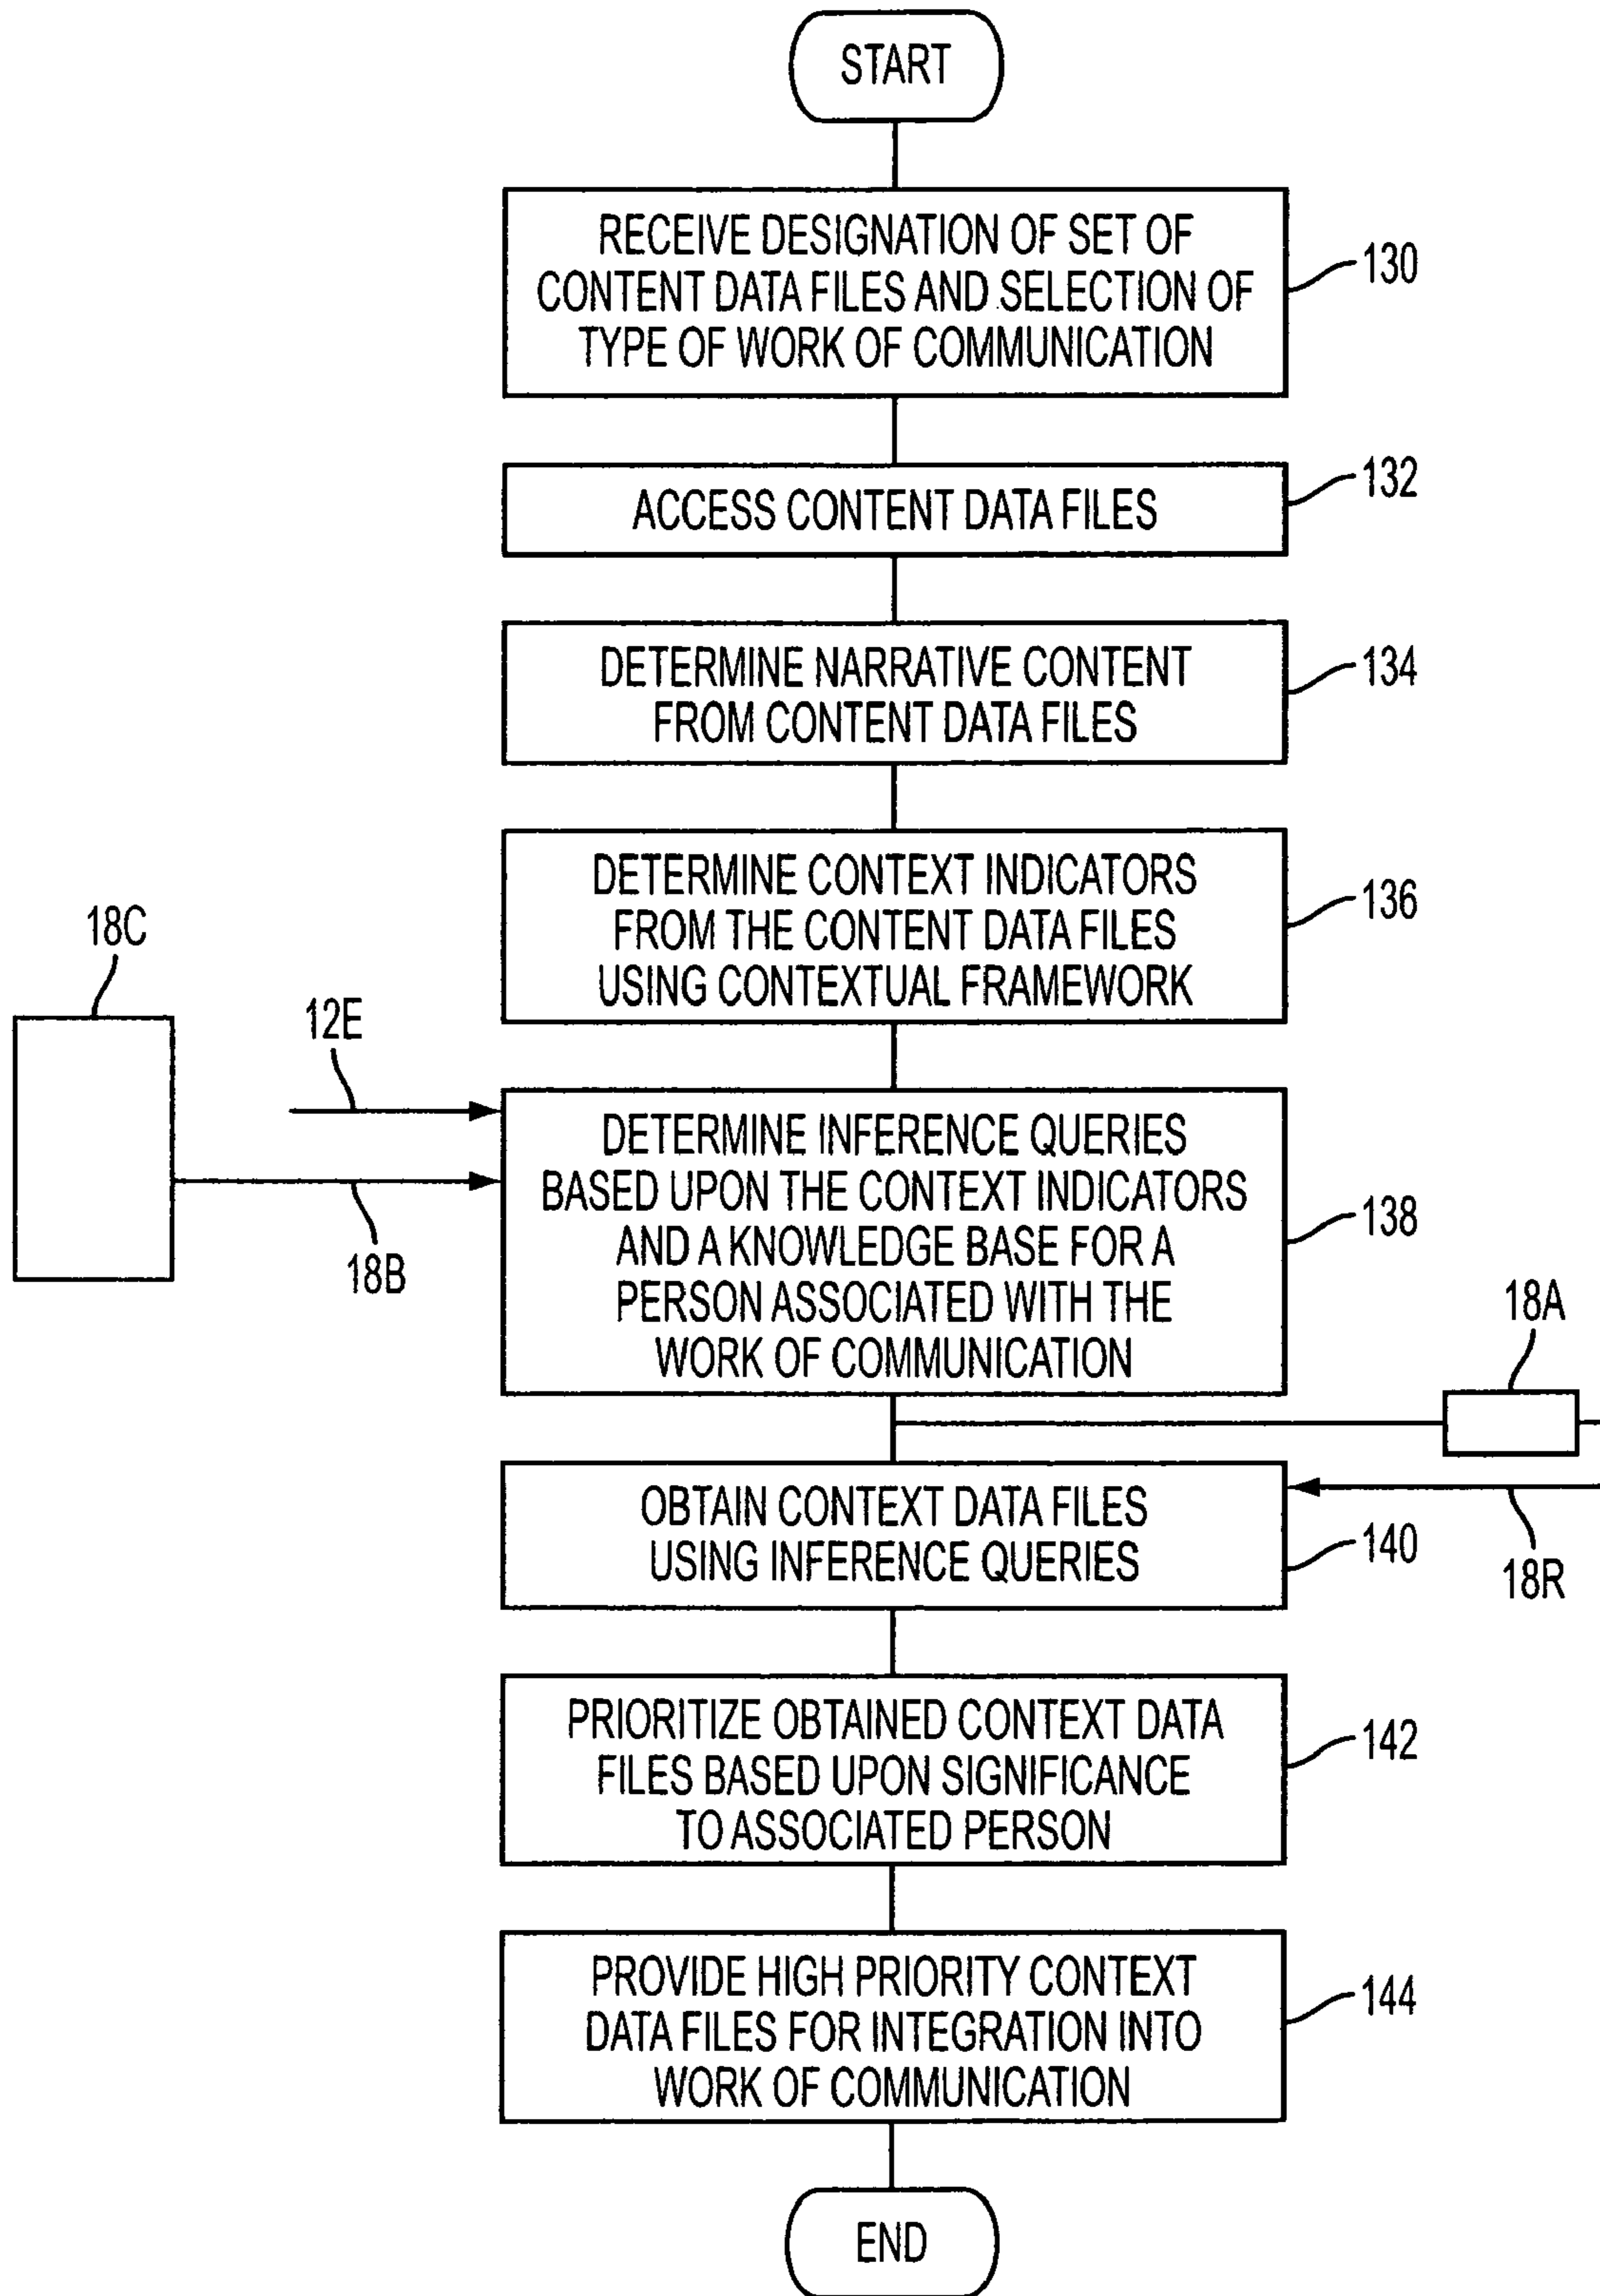 START
RECEIVE DESIGNATION OF SET OF
CONTENT DATA FILES AND SELECTION OF
TYPE OF WORK OF COMMUNICATION
130
ACCESS CONTENT DATA FILES
132
DETERMINE NARRATIVE CONTENT
FROM CONTENT DATA FILES
134
DETERMINE CONTEXT INDICATORS
FROM THE CONTENT DATA FILES
USING CONTEXTUAL FRAMEWORK
136
18C
12E
18B
DETERMINE INFERENCE QUERIES
BASED UPON THE CONTEXT INDICATORS
AND A KNOWLEDGE BASE FOR A
PERSON ASSOCIATED WITH THE
WORK OF COMMUNICATION
138
18A
OBTAIN CONTEXT DATA FILES
USING INFERENCE QUERIES
140
18R
PRIORITIZE OBTAINED CONTEXT DATA
FILES BASED UPON SIGNIFICANCE
TO ASSOCIATED PERSON
142
PROVIDE HIGH PRIORITY CONTEXT
DATA FILES FOR INTEGRATION INTO
WORK OF COMMUNICATION
144
END